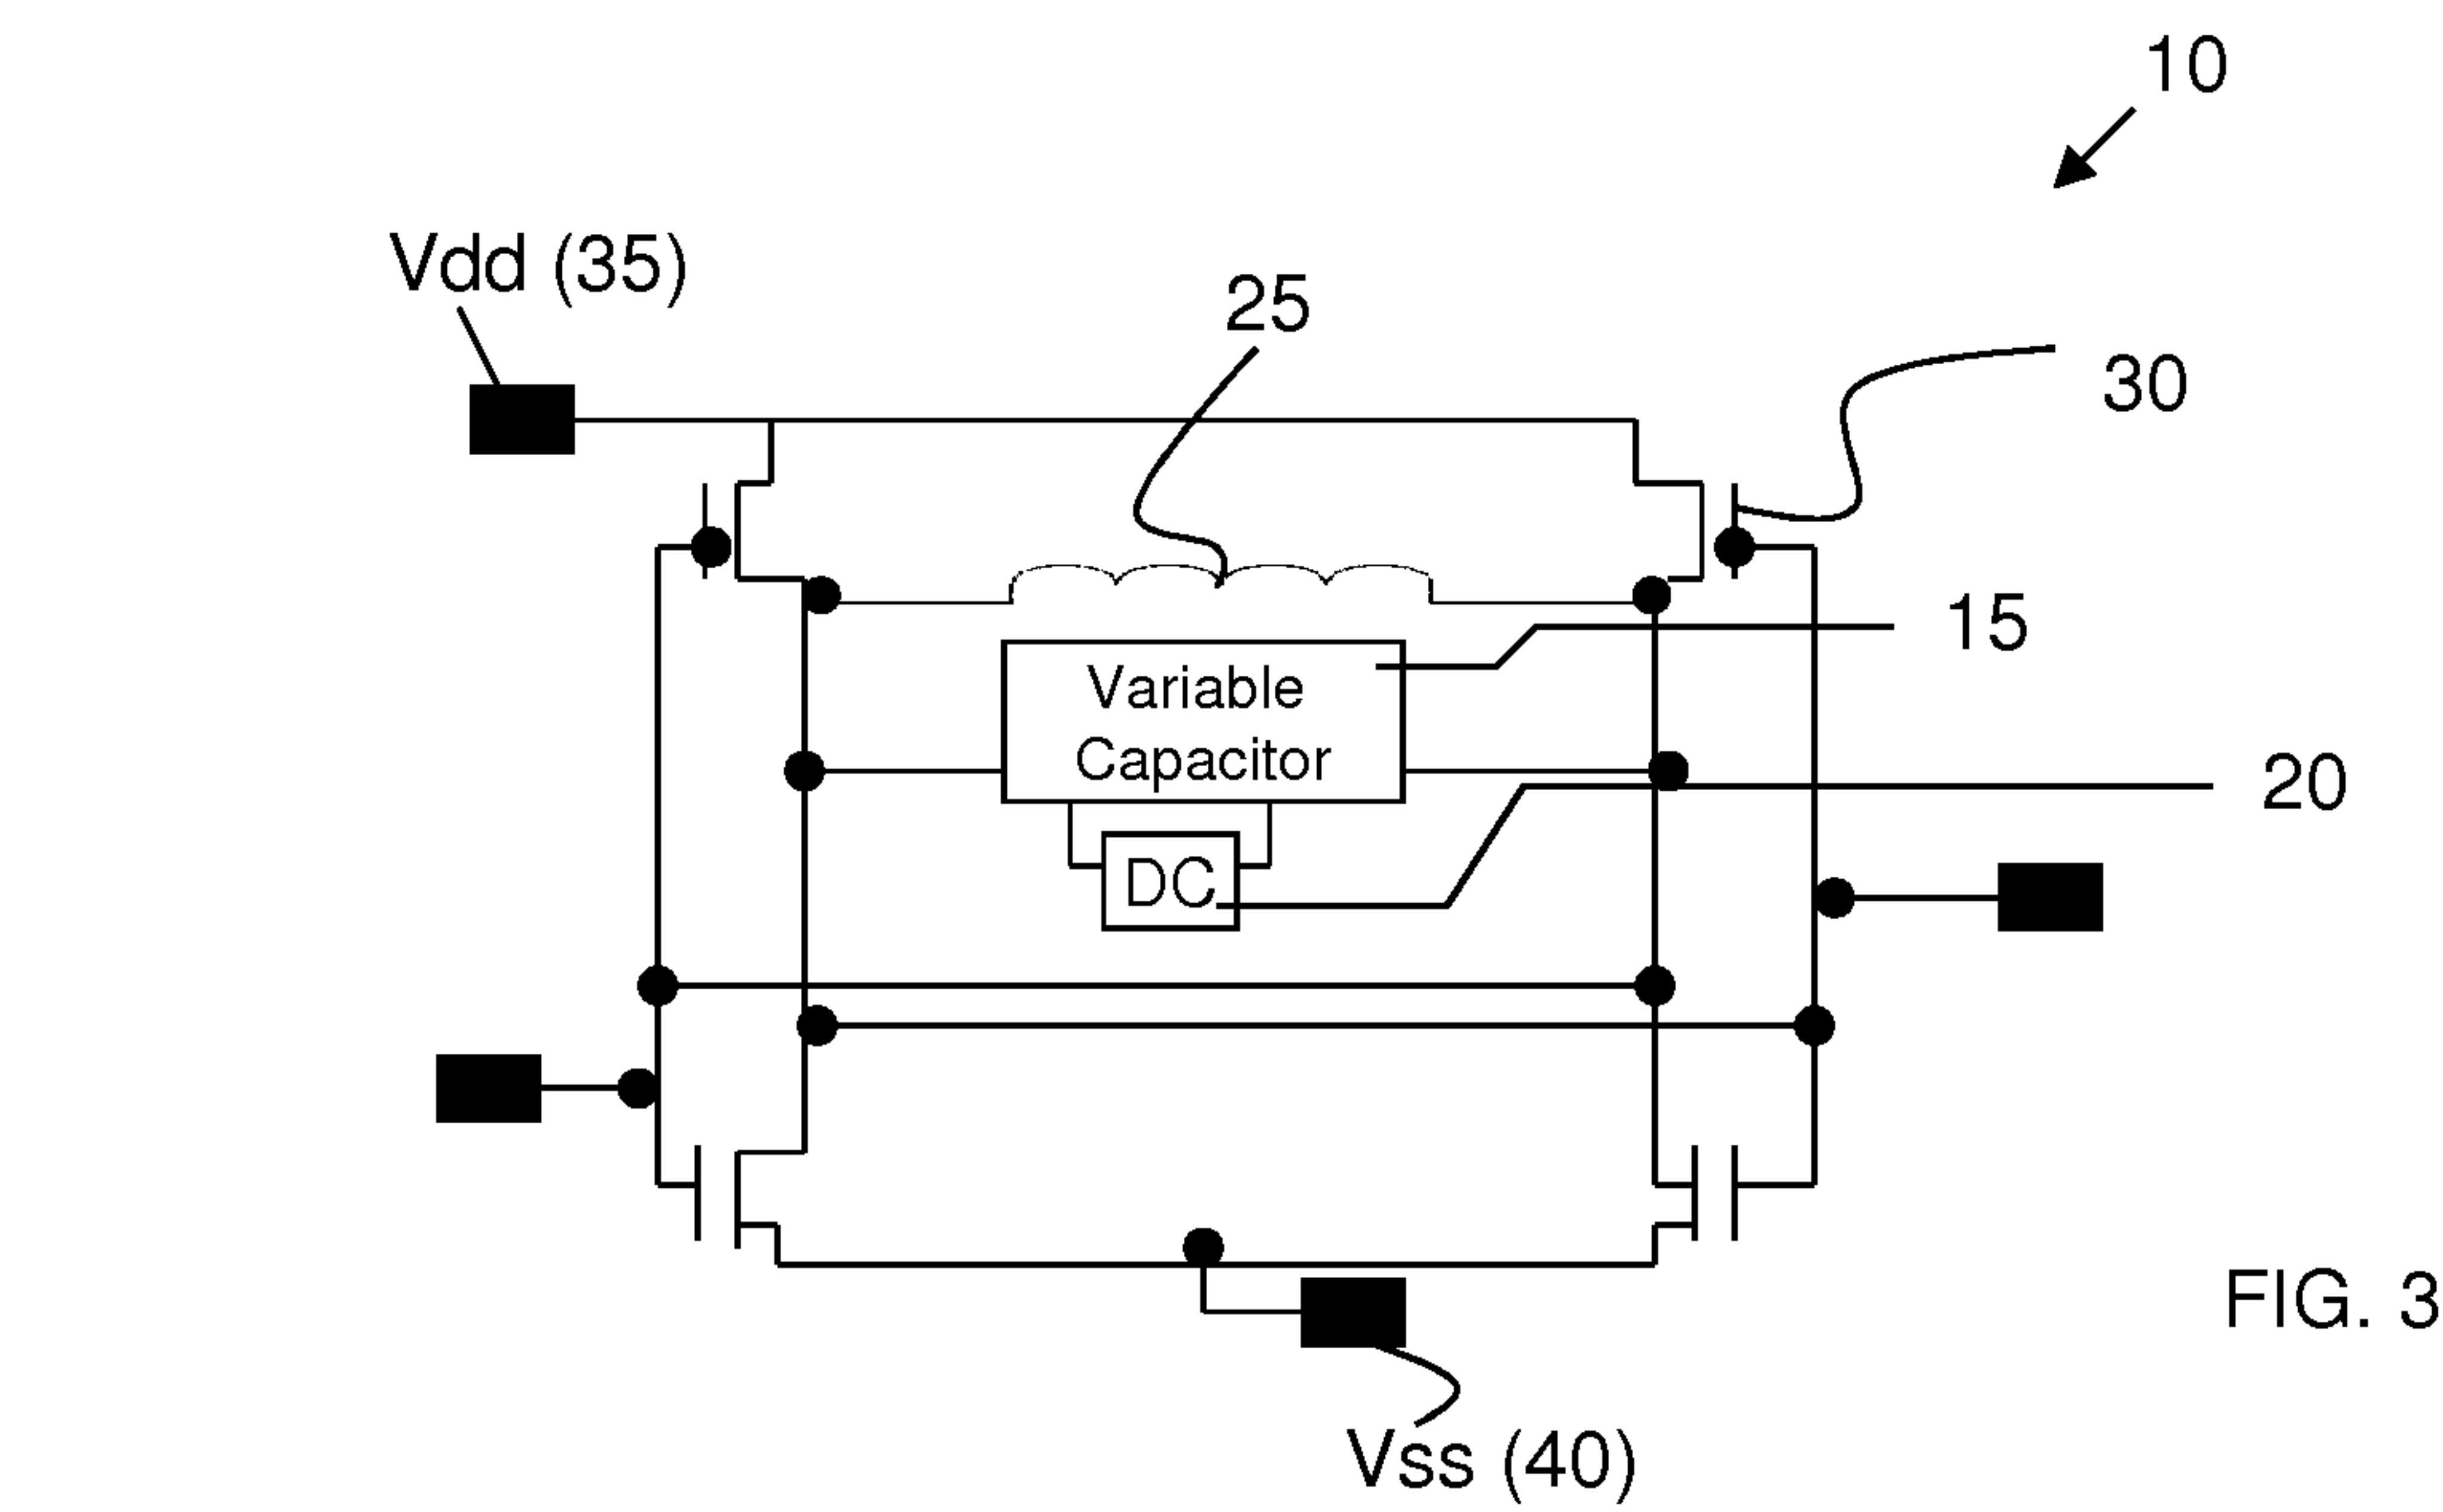 10
Vdd (35)
25
30
15
Variable
Capacitor
20
DC
FIG. 3
Vss (40)